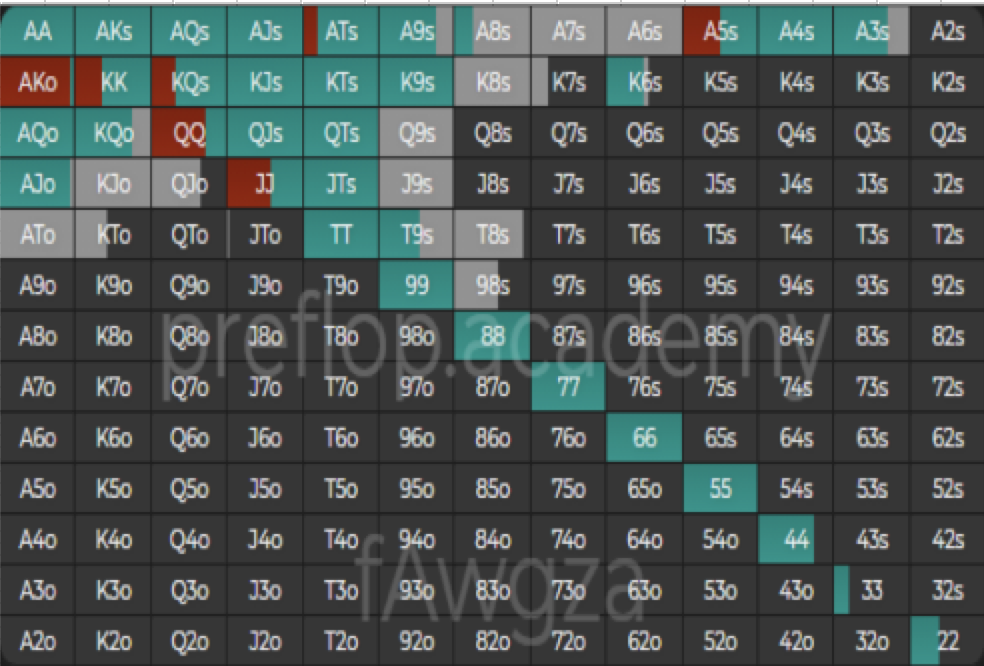 AA AKs AQs AJs ATs A9s A8s A7s A6s A5s A4s A3s A2s
AKo KK KQs KJs KTs K9s K8s K7s K6s K5s K4s K3s K2s
AQo KQo QQ QJs QTs Q9s Q8s Q7s Q6s Q5s Q4s Q3s Q2s
AJo KJo QJo JJ JTs J9s J8s J7s J6s J5s J4s J3s J2s
ATo KTo QTo JTo TT T9s T8s T7s T6s T5s T4s T3s T2s
A9o K9o Q9o J9o T9o 99 98s 97s 96s 95s 94s 93s 92s
preflop.academy
A8o K8o Q8o J8o T8o 98o 88 87s 86s 85s 84s 83s 82s
A7o K7o Q7o J7o T7o 97o 87o 77 76s 75s 74s 73s 72s
A6o K6o Q6o J6o T6o 96o 86o 76o 66 65s 64s 63s 62s
A5o K5o Q5o J5o T5o 95o 85o 75o 65o 55 54s 53s 52s
A4o K4o Q4o J4o T4o 94o 84o 74o 64o 54o 44 43s 42s
fAwgza
A3o K3o Q3o J3o T3o 93o 83o 73o 63o 53o 43o 33 32s
A2o K2o Q2o J2o T2o 92o 82o 72o 62o 52o 42o 32o 22